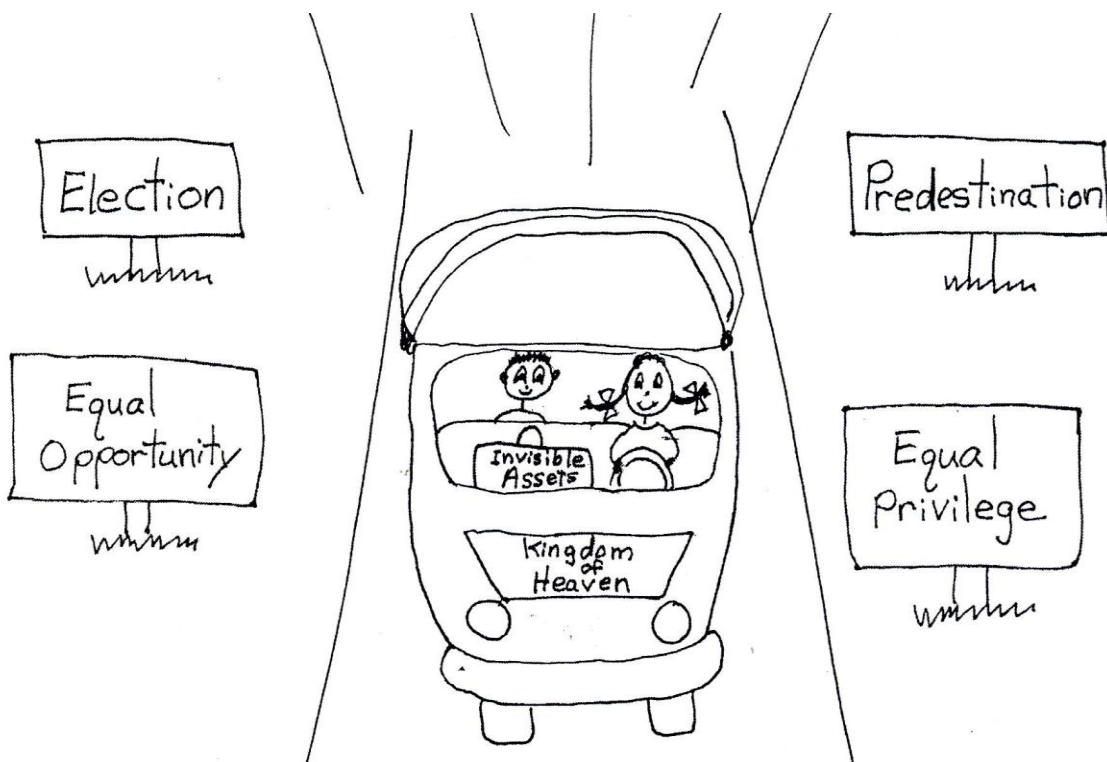 Election
Predestination
Equal
Opportunity
Equal
Privilege
Invisible
Assets
Kingdom
of
Heaven